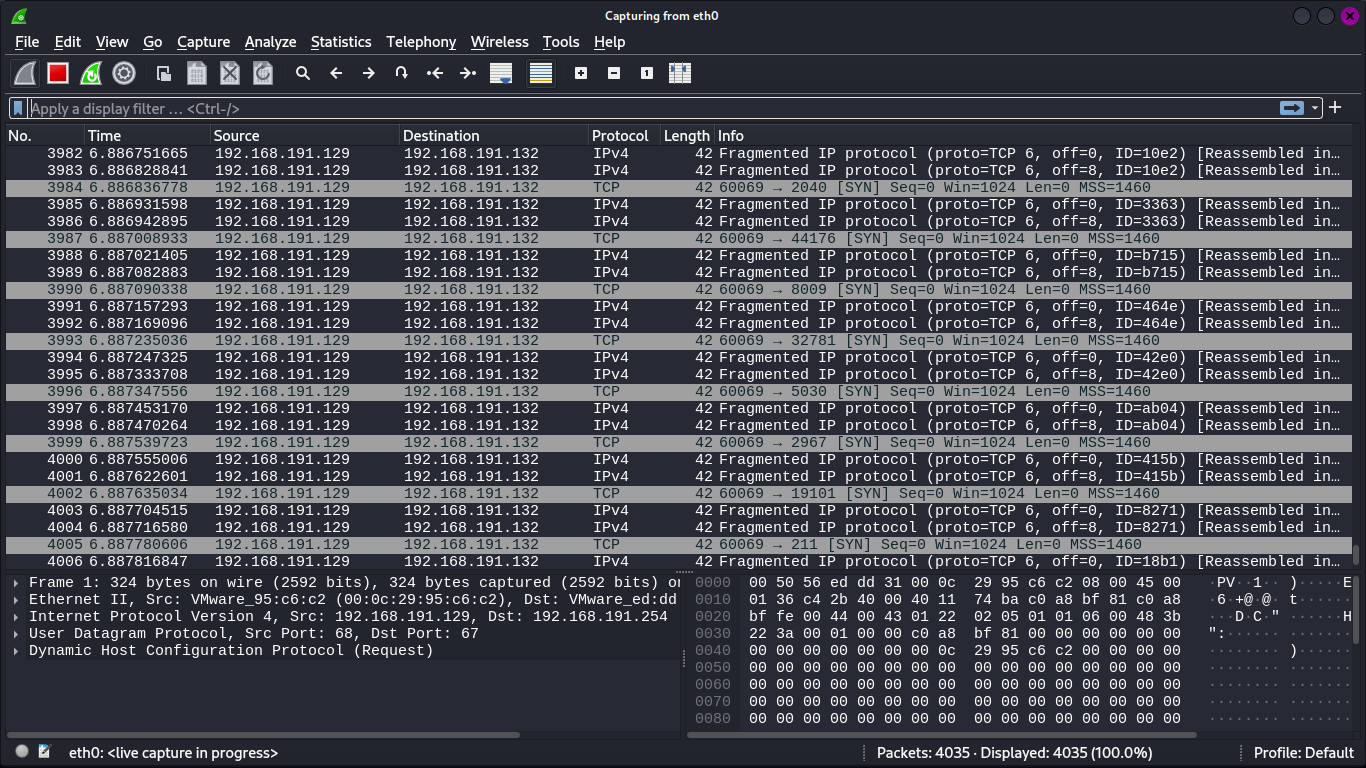 Capturing from eth0
File Edit View Go Capture Analyze Statistics Telephony Wireless Tools Help
Apply a display filter … <Ctrl-/>
No. Time Source Destination Protocol Length Info
3982 6.886751665 192.168.191.129 192.168.191.132 IPv4 42 Fragmented IP protocol (proto=TCP 6, off=0, ID=10e2) [Reassembled in…
3983 6.886828841 192.168.191.129 192.168.191.132 IPv4 42 Fragmented IP protocol (proto=TCP 6, off=8, ID=10e2) [Reassembled in…
3984 6.886836778 192.168.191.129 192.168.191.132 TCP 42 60069 → 2040 [SYN] Seq=0 Win=1024 Len=0 MSS=1460
3985 6.886931598 192.168.191.129 192.168.191.132 IPv4 42 Fragmented IP protocol (proto=TCP 6, off=0, ID=3363) [Reassembled in…
3986 6.886942895 192.168.191.129 192.168.191.132 IPv4 42 Fragmented IP protocol (proto=TCP 6, off=8, ID=3363) [Reassembled in…
3987 6.887008933 192.168.191.129 192.168.191.132 TCP 42 60069 → 44176 [SYN] Seq=0 Win=1024 Len=0 MSS=1460
3988 6.887021405 192.168.191.129 192.168.191.132 IPv4 42 Fragmented IP protocol (proto=TCP 6, off=0, ID=b715) [Reassembled in…
3989 6.887082883 192.168.191.129 192.168.191.132 IPv4 42 Fragmented IP protocol (proto=TCP 6, off=8, ID=b715) [Reassembled in…
3990 6.887090338 192.168.191.129 192.168.191.132 TCP 42 60069 → 8009 [SYN] Seq=0 Win=1024 Len=0 MSS=1460
3991 6.887157293 192.168.191.129 192.168.191.132 IPv4 42 Fragmented IP protocol (proto=TCP 6, off=0, ID=464e) [Reassembled in…
3992 6.887169096 192.168.191.129 192.168.191.132 IPv4 42 Fragmented IP protocol (proto=TCP 6, off=8, ID=464e) [Reassembled in…
3993 6.887235036 192.168.191.129 192.168.191.132 TCP 42 60069 → 32781 [SYN] Seq=0 Win=1024 Len=0 MSS=1460
3994 6.887247325 192.168.191.129 192.168.191.132 IPv4 42 Fragmented IP protocol (proto=TCP 6, off=0, ID=42e0) [Reassembled in…
3995 6.887333708 192.168.191.129 192.168.191.132 IPv4 42 Fragmented IP protocol (proto=TCP 6, off=8, ID=42e0) [Reassembled in…
3996 6.887347556 192.168.191.129 192.168.191.132 TCP 42 60069 → 5030 [SYN] Seq=0 Win=1024 Len=0 MSS=1460
3997 6.887453170 192.168.191.129 192.168.191.132 IPv4 42 Fragmented IP protocol (proto=TCP 6, off=0, ID=ab04) [Reassembled in…
3998 6.887470264 192.168.191.129 192.168.191.132 IPv4 42 Fragmented IP protocol (proto=TCP 6, off=8, ID=ab04) [Reassembled in…
3999 6.887539723 192.168.191.129 192.168.191.132 TCP 42 60069 → 2967 [SYN] Seq=0 Win=1024 Len=0 MSS=1460
4000 6.887555006 192.168.191.129 192.168.191.132 IPv4 42 Fragmented IP protocol (proto=TCP 6, off=0, ID=415b) [Reassembled in…
4001 6.887622601 192.168.191.129 192.168.191.132 IPv4 42 Fragmented IP protocol (proto=TCP 6, off=8, ID=415b) [Reassembled in…
4002 6.887635034 192.168.191.129 192.168.191.132 TCP 42 60069 → 19101 [SYN] Seq=0 Win=1024 Len=0 MSS=1460
4003 6.887704515 192.168.191.129 192.168.191.132 IPv4 42 Fragmented IP protocol (proto=TCP 6, off=0, ID=8271) [Reassembled in…
4004 6.887716580 192.168.191.129 192.168.191.132 IPv4 42 Fragmented IP protocol (proto=TCP 6, off=8, ID=8271) [Reassembled in…
4005 6.887780606 192.168.191.129 192.168.191.132 TCP 42 60069 → 211 [SYN] Seq=0 Win=1024 Len=0 MSS=1460
4006 6.887816847 192.168.191.129 192.168.191.132 IPv4 42 Fragmented IP protocol (proto=TCP 6, off=0, ID=18b1) [Reassembled in…
Frame 1: 324 bytes on wire (2592 bits), 324 bytes captured (2592 bits) on
Ethernet II, Src: VMware_95:c6:c2 (00:0c:29:95:c6:c2), Dst: VMware_ed:dd
Internet Protocol Version 4, Src: 192.168.191.129, Dst: 192.168.191.254
User Datagram Protocol, Src Port: 68, Dst Port: 67
Dynamic Host Configuration Protocol (Request)
0000 00 50 56 ed dd 31 00 0c 29 95 c6 c2 08 00 45 00 ·PV··1·· )·····E·
0010 01 36 c4 2b 40 00 40 11 74 ba c0 a8 bf 81 c0 a8 ·6·+@·@· t·······
0020 bf fe 00 44 00 43 01 22 02 05 01 01 06 00 48 3b ···D·C·" ······H;
0030 22 3a 00 01 00 00 c0 a8 bf 81 00 00 00 00 00 00 ":······ ········
0040 00 00 00 00 00 00 00 0c 29 95 c6 c2 00 00 00 00 ········ )·······
0050 00 00 00 00 00 00 00 00 00 00 00 00 00 00 00 00 ········ ········
0060 00 00 00 00 00 00 00 00 00 00 00 00 00 00 00 00 ········ ········
0070 00 00 00 00 00 00 00 00 00 00 00 00 00 00 00 00 ········ ········
0080 00 00 00 00 00 00 00 00 00 00 00 00 00 00 00 00 ········ ········
eth0: <live capture in progress> Packets: 4035 · Displayed: 4035 (100.0%) Profile: Default